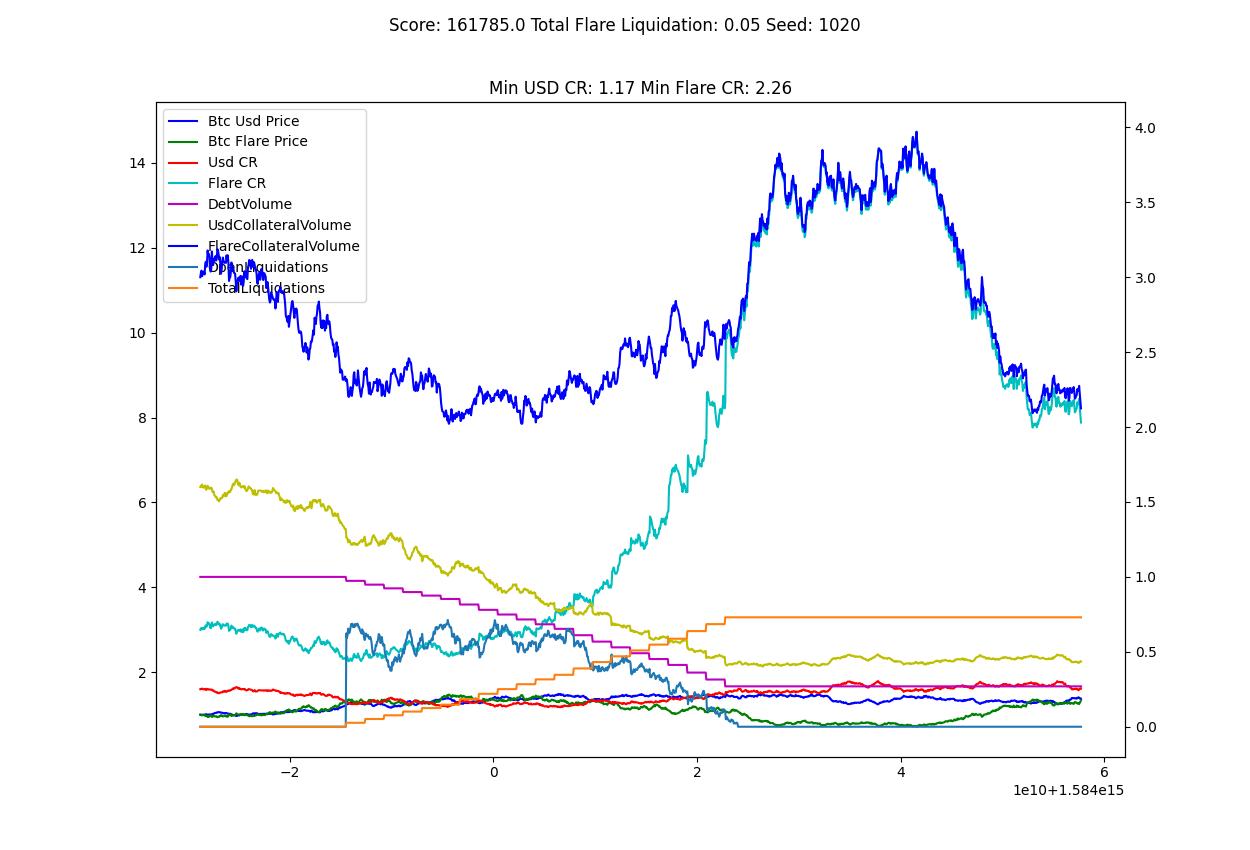 Score: 161785.0 Total Flare Liquidation: 0.05 Seed: 1020
Min USD CR: 1.17 Min Flare CR: 2.26
Btc Usd Price
Btc Flare Price
Usd CR
Flare CR
DebtVolume
UsdCollateralVolume
FlareCollateralVolume
OpenLiquidations
TotalLiquidations
14
12
10
8
6
4
2
4.0
3.5
3.0
2.5
2.0
1.5
1.0
0.5
0.0
−2
0
2
4
6
1e10+1.584e15